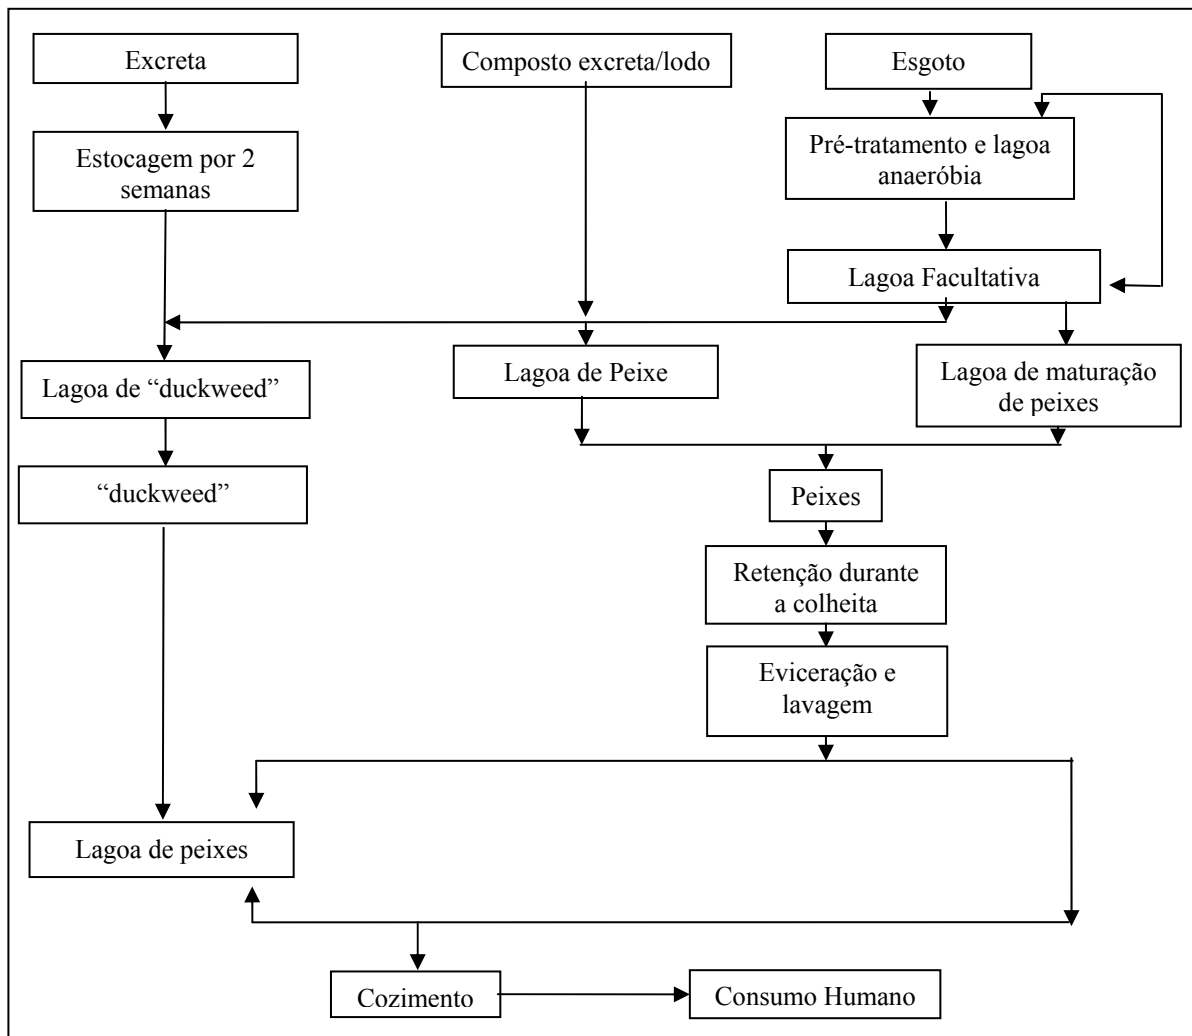 Excreta
Composto excreta/lodo
Esgoto
Estocagem por 2
semanas
Pré-tratamento e lagoa
anaeróbia
Lagoa Facultativa
Lagoa de “duckweed”
Lagoa de Peixe
Lagoa de maturação
de peixes
“duckweed”
Peixes
Retenção durante
a colheita
Eviceração e
lavagem
Lagoa de peixes
Cozimento
Consumo Humano